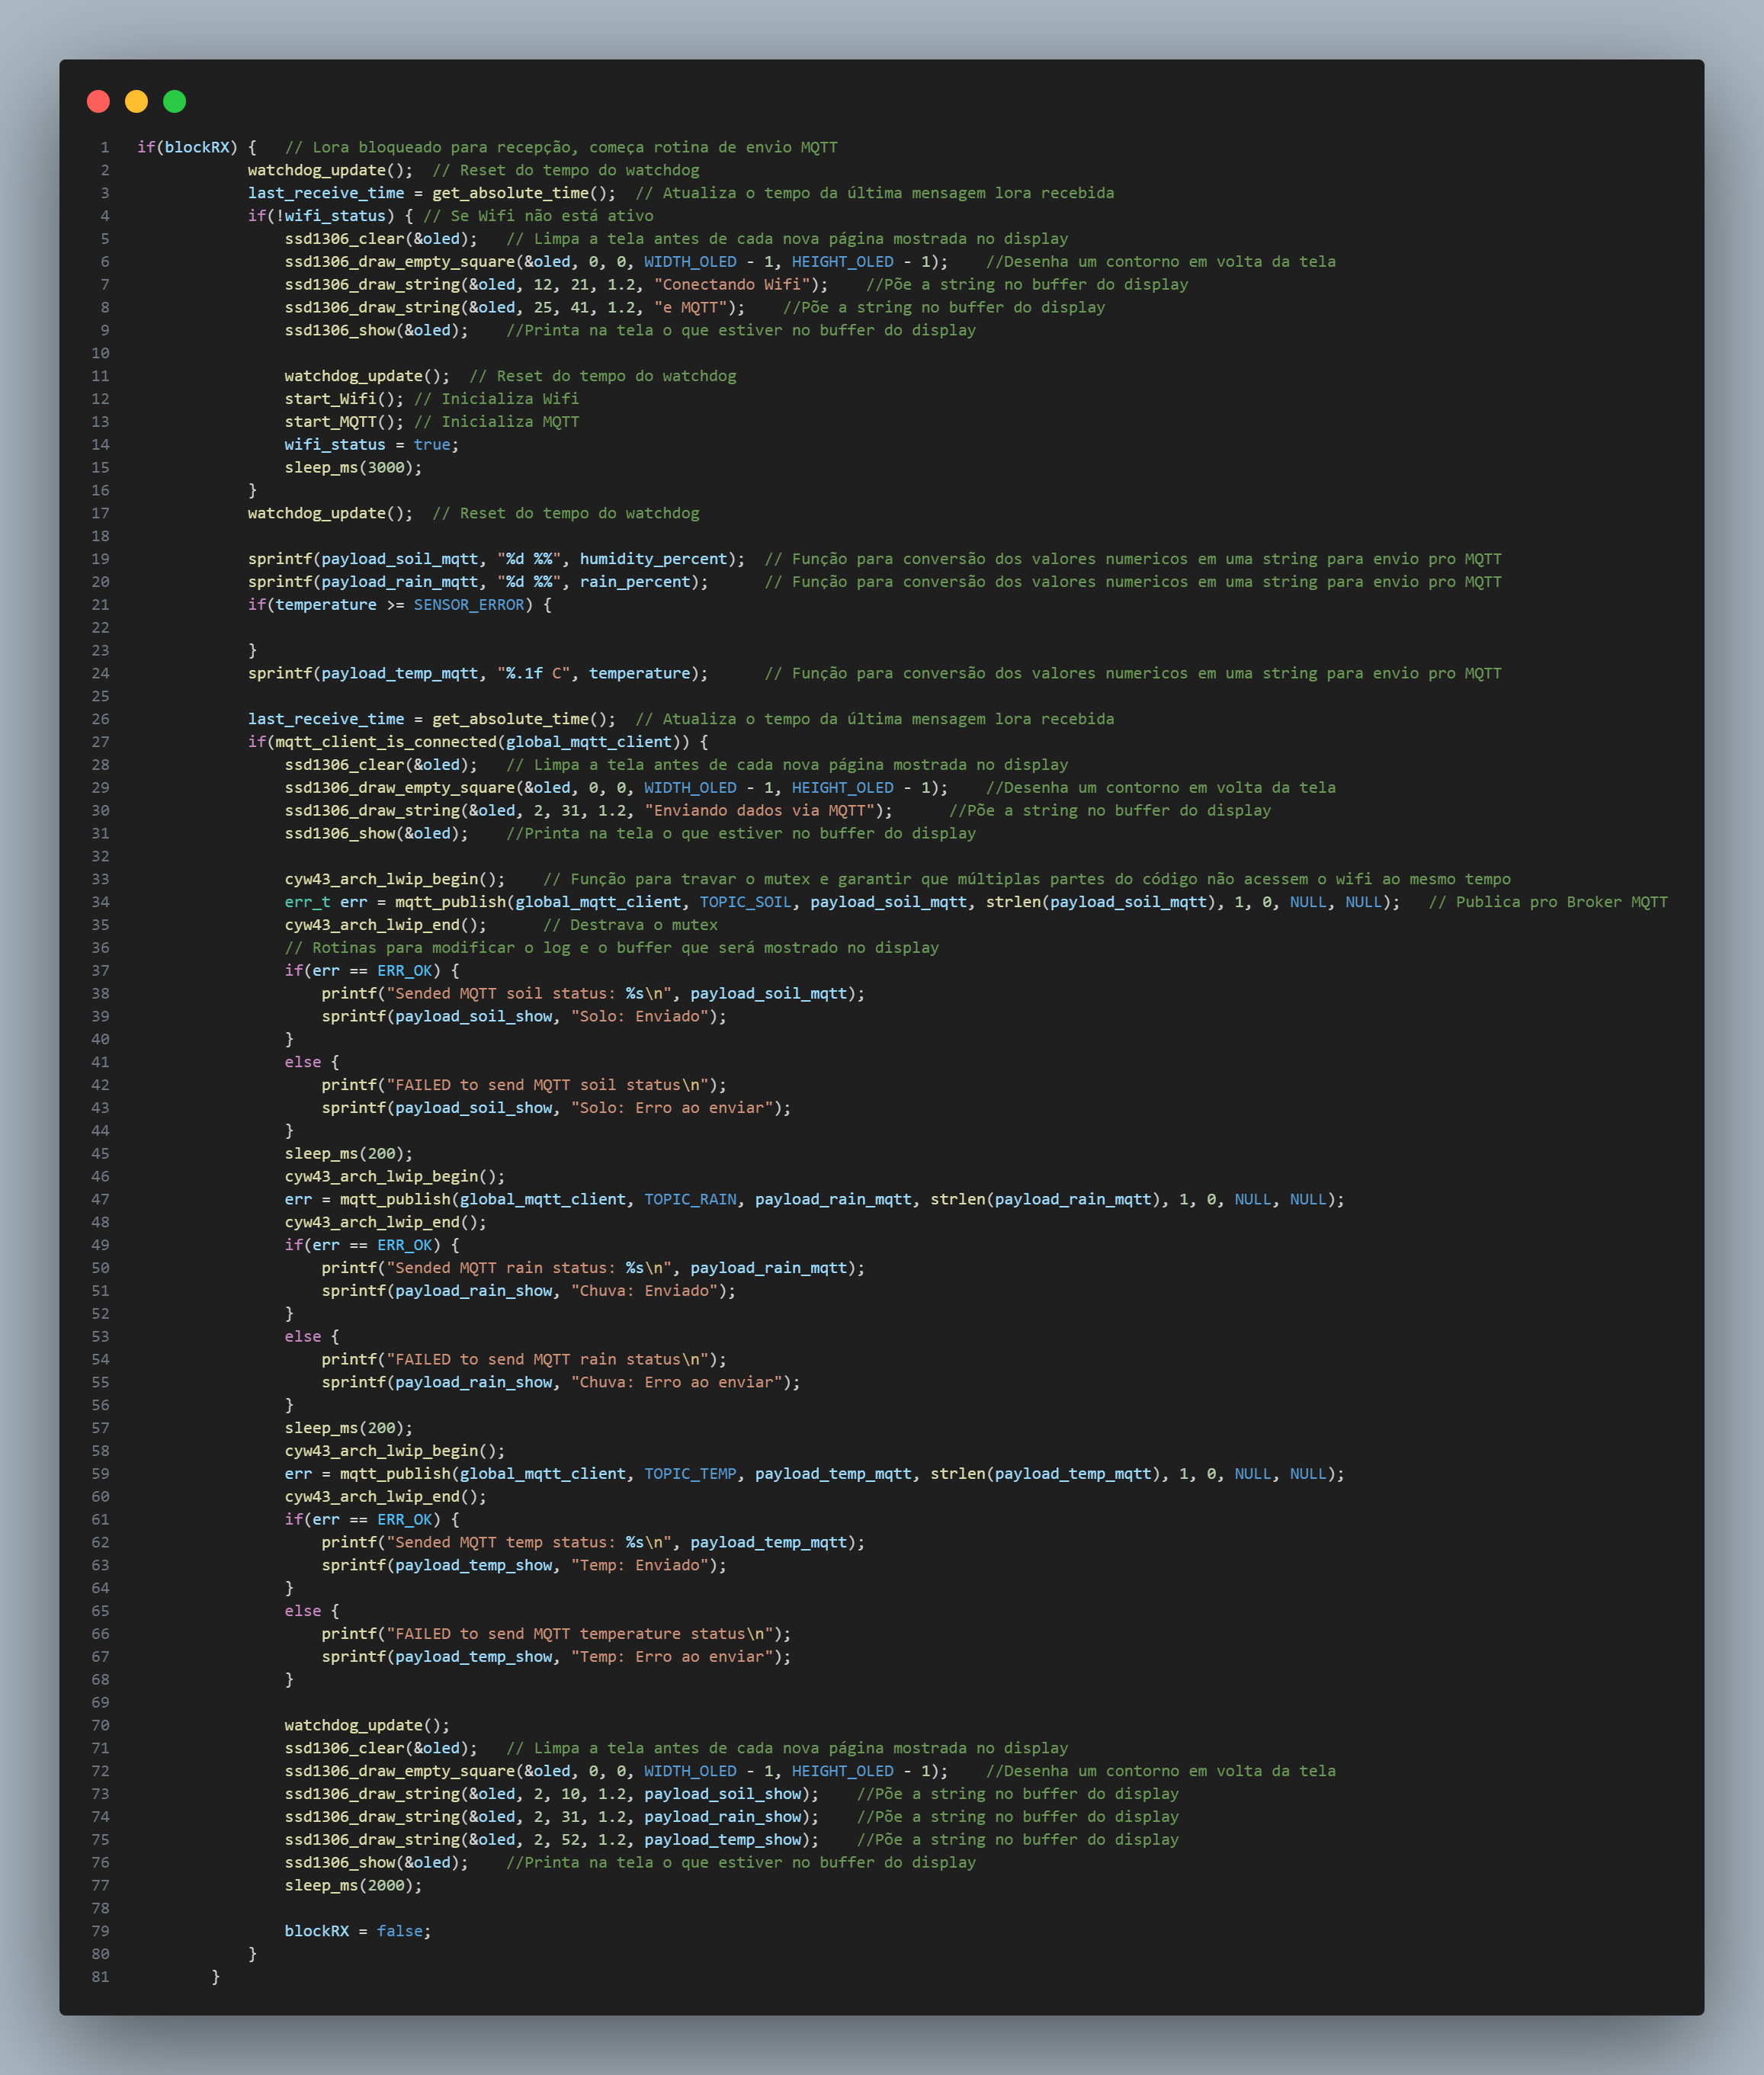 1 if(blockRX) {   // Lora bloqueado para recepção, começa rotina de envio MQTT
2             watchdog_update();  // Reset do tempo do watchdog
3             last_receive_time = get_absolute_time();  // Atualiza o tempo da última mensagem lora recebida
4             if(!wifi_status) { // Se Wifi não está ativo
5                 ssd1306_clear(&oled);   // Limpa a tela antes de cada nova página mostrada no display
6                 ssd1306_draw_empty_square(&oled, 0, 0, WIDTH_OLED - 1, HEIGHT_OLED - 1);    //Desenha um contorno em volta da tela
7                 ssd1306_draw_string(&oled, 12, 21, 1.2, "Conectando Wifi");    //Põe a string no buffer do display
8                 ssd1306_draw_string(&oled, 25, 41, 1.2, "e MQTT");    //Põe a string no buffer do display
9                 ssd1306_show(&oled);    //Printa na tela o que estiver no buffer do display
10
11                 watchdog_update();  // Reset do tempo do watchdog
12                 start_Wifi(); // Inicializa Wifi
13                 start_MQTT(); // Inicializa MQTT
14                 wifi_status = true;
15                 sleep_ms(3000);
16             }
17             watchdog_update();  // Reset do tempo do watchdog
18
19             sprintf(payload_soil_mqtt, "%d %%", humidity_percent);  // Função para conversão dos valores numericos em uma string para envio pro MQTT
20             sprintf(payload_rain_mqtt, "%d %%", rain_percent);      // Função para conversão dos valores numericos em uma string para envio pro MQTT
21             if(temperature >= SENSOR_ERROR) {
22
23             }
24             sprintf(payload_temp_mqtt, "%.1f C", temperature);      // Função para conversão dos valores numericos em uma string para envio pro MQTT
25
26             last_receive_time = get_absolute_time();  // Atualiza o tempo da última mensagem lora recebida
27             if(mqtt_client_is_connected(global_mqtt_client)) {
28                 ssd1306_clear(&oled);   // Limpa a tela antes de cada nova página mostrada no display
29                 ssd1306_draw_empty_square(&oled, 0, 0, WIDTH_OLED - 1, HEIGHT_OLED - 1);    //Desenha um contorno em volta da tela
30                 ssd1306_draw_string(&oled, 2, 31, 1.2, "Enviando dados via MQTT");      //Põe a string no buffer do display
31                 ssd1306_show(&oled);    //Printa na tela o que estiver no buffer do display
32
33                 cyw43_arch_lwip_begin();    // Função para travar o mutex e garantir que múltiplas partes do código não acessem o wifi ao mesmo tempo
34                 err_t err = mqtt_publish(global_mqtt_client, TOPIC_SOIL, payload_soil_mqtt, strlen(payload_soil_mqtt), 1, 0, NULL, NULL);   // Publica pro Broker MQTT
35                 cyw43_arch_lwip_end();      // Destrava o mutex
36                 // Rotinas para modificar o log e o buffer que será mostrado no display
37                 if(err == ERR_OK) {
38                     printf("Sended MQTT soil status: %s\n", payload_soil_mqtt);
39                     sprintf(payload_soil_show, "Solo: Enviado");
40                 }
41                 else {
42                     printf("FAILED to send MQTT soil status\n");
43                     sprintf(payload_soil_show, "Solo: Erro ao enviar");
44                 }
45                 sleep_ms(200);
46                 cyw43_arch_lwip_begin();
47                 err = mqtt_publish(global_mqtt_client, TOPIC_RAIN, payload_rain_mqtt, strlen(payload_rain_mqtt), 1, 0, NULL, NULL);
48                 cyw43_arch_lwip_end();
49                 if(err == ERR_OK) {
50                     printf("Sended MQTT rain status: %s\n", payload_rain_mqtt);
51                     sprintf(payload_rain_show, "Chuva: Enviado");
52                 }
53                 else {
54                     printf("FAILED to send MQTT rain status\n");
55                     sprintf(payload_rain_show, "Chuva: Erro ao enviar");
56                 }
57                 sleep_ms(200);
58                 cyw43_arch_lwip_begin();
59                 err = mqtt_publish(global_mqtt_client, TOPIC_TEMP, payload_temp_mqtt, strlen(payload_temp_mqtt), 1, 0, NULL, NULL);
60                 cyw43_arch_lwip_end();
61                 if(err == ERR_OK) {
62                     printf("Sended MQTT temp status: %s\n", payload_temp_mqtt);
63                     sprintf(payload_temp_show, "Temp: Enviado");
64                 }
65                 else {
66                     printf("FAILED to send MQTT temperature status\n");
67                     sprintf(payload_temp_show, "Temp: Erro ao enviar");
68                 }
69
70                 watchdog_update();
71                 ssd1306_clear(&oled);   // Limpa a tela antes de cada nova página mostrada no display
72                 ssd1306_draw_empty_square(&oled, 0, 0, WIDTH_OLED - 1, HEIGHT_OLED - 1);    //Desenha um contorno em volta da tela
73                 ssd1306_draw_string(&oled, 2, 10, 1.2, payload_soil_show);    //Põe a string no buffer do display
74                 ssd1306_draw_string(&oled, 2, 31, 1.2, payload_rain_show);    //Põe a string no buffer do display
75                 ssd1306_draw_string(&oled, 2, 52, 1.2, payload_temp_show);    //Põe a string no buffer do display
76                 ssd1306_show(&oled);    //Printa na tela o que estiver no buffer do display
77                 sleep_ms(2000);
78
79                 blockRX = false;
80             }
81         }